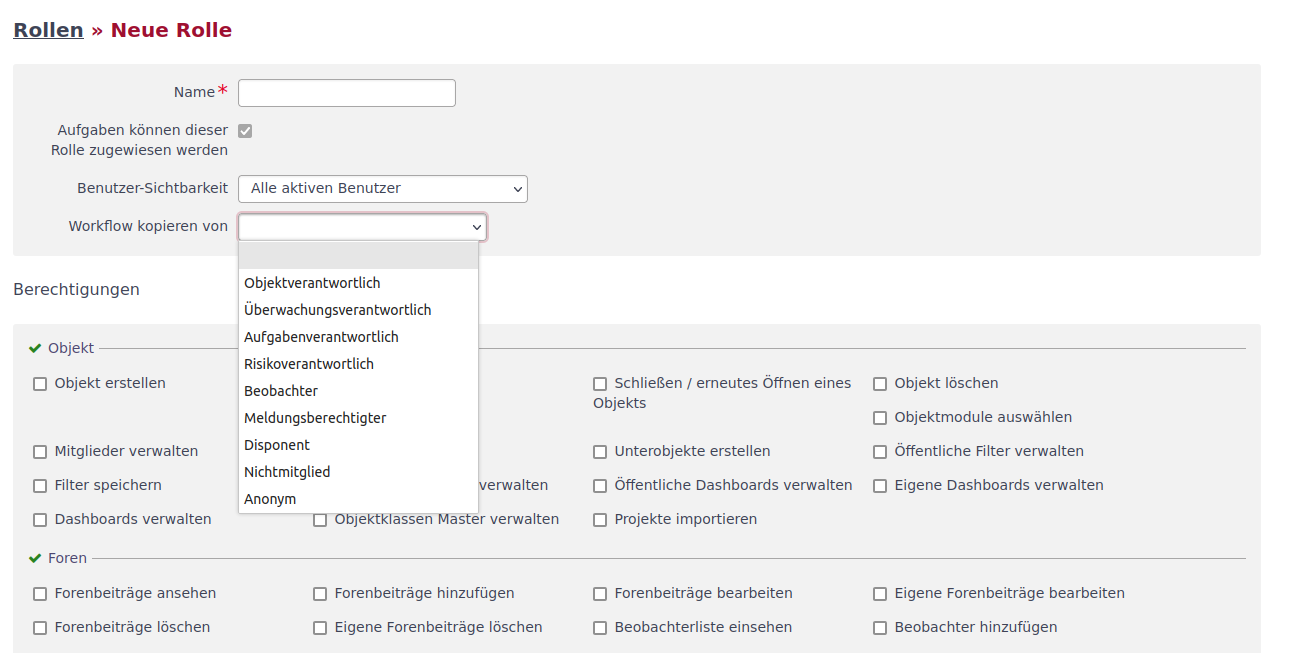 Rollen » Neue Rolle
Name*
Aufgaben können dieser
Rolle zugewiesen werden
Benutzer-Sichtbarkeit
Alle aktiven Benutzer
Workflow kopieren von
Objektverantwortlich
Überwachungsverantwortlich
Aufgabenverantwortlich
Risikoverantwortlich
Beobachter
Meldungsberechtigter
Disponent
Nichtmitglied
Anonym
Berechtigungen
Objekt
Objekt erstellen
Schließen / erneutes Öffnen eines
Objekts
Objekt löschen
Objektmodule auswählen
Mitglieder verwalten
Unterobjekte erstellen
Öffentliche Filter verwalten
Filter speichern
verwalten
Öffentliche Dashboards verwalten
Eigene Dashboards verwalten
Dashboards verwalten
Objektklassen Master verwalten
Projekte importieren
Foren
Forenbeiträge ansehen
Forenbeiträge hinzufügen
Forenbeiträge bearbeiten
Eigene Forenbeiträge bearbeiten
Forenbeiträge löschen
Eigene Forenbeiträge löschen
Beobachterliste einsehen
Beobachter hinzufügen